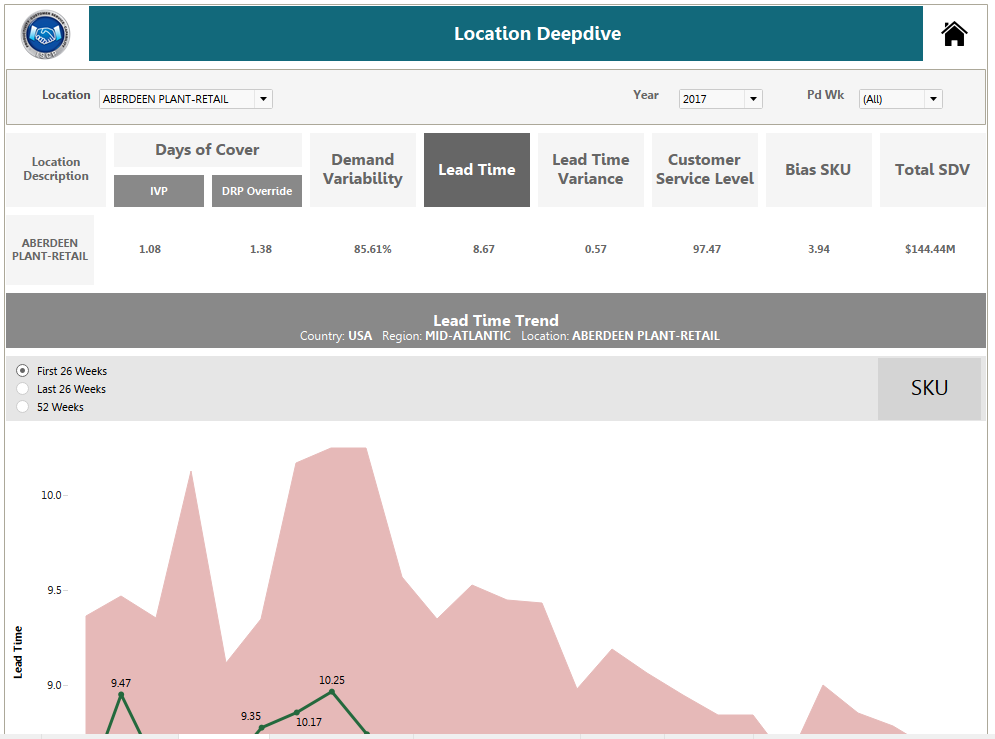 Location Deepdive
Location
ABERDEEN PLANT-RETAIL
Year
2017
Pd Wk
(All)
Location
Description
Days of Cover
IVP
DRP Override
Demand
Variability
Lead Time
Lead Time
Variance
Customer
Service Level
Bias SKU
Total SDV
ABERDEEN
PLANT-RETAIL
1.08
1.38
85.61%
8.67
0.57
97.47
3.94
$144.44M
Lead Time Trend
Country: USA Region: MID-ATLANTIC Location: ABERDEEN PLANT-RETAIL
First 26 Weeks
Last 26 Weeks
52 Weeks
SKU
10.0
9.5
9.0
Lead Time
9.47
9.35
10.17
10.25